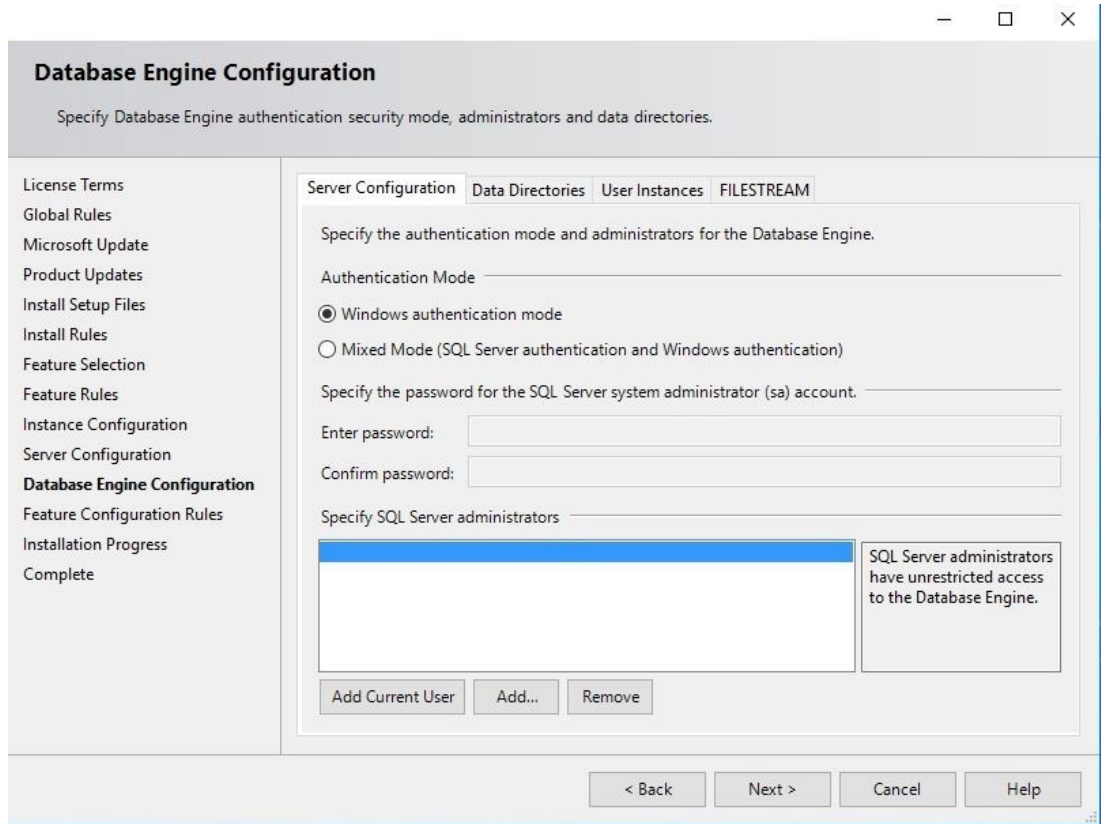 Database Engine Configuration
Specify Database Engine authentication security mode, administrators and data directories.
License Terms
Global Rules
Microsoft Update
Product Updates
Install Setup Files
Install Rules
Feature Selection
Feature Rules
Instance Configuration
Server Configuration
Database Engine Configuration
Feature Configuration Rules
Installation Progress
Complete
Server Configuration Data Directories User Instances FILESTREAM
Specify the authentication mode and administrators for the Database Engine.
Authentication Mode
Windows authentication mode
Mixed Mode (SQL Server authentication and Windows authentication)
Specify the password for the SQL Server system administrator (sa) account.
Enter password:
Confirm password:
Specify SQL Server administrators
SQL Server administrators
have unrestricted access
to the Database Engine.
Add Current User Add... Remove
< Back Next > Cancel Help